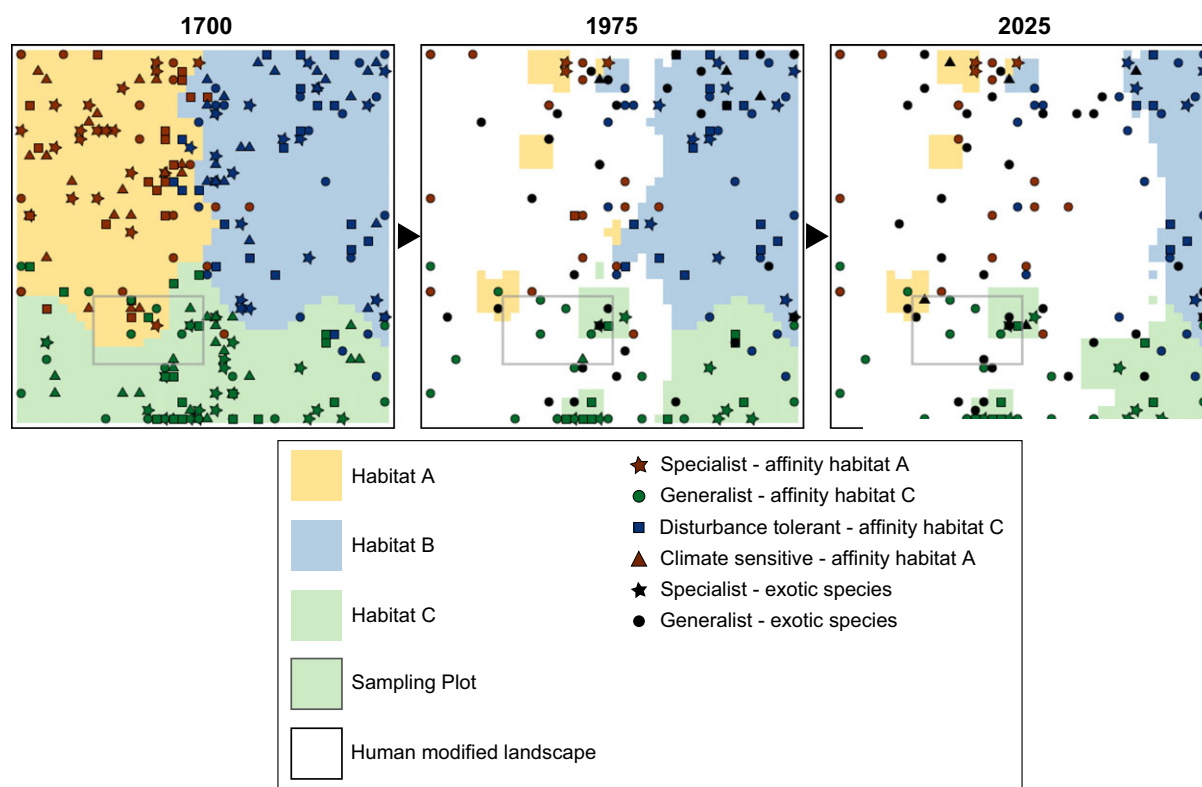 1700
1975
2025
Habitat A
Habitat B
Habitat C
Sampling Plot
Human modified landscape
Specialist - affinity habitat A
Generalist - affinity habitat C
Disturbance tolerant - affinity habitat C
Climate sensitive - affinity habitat A
Specialist - exotic species
Generalist - exotic species